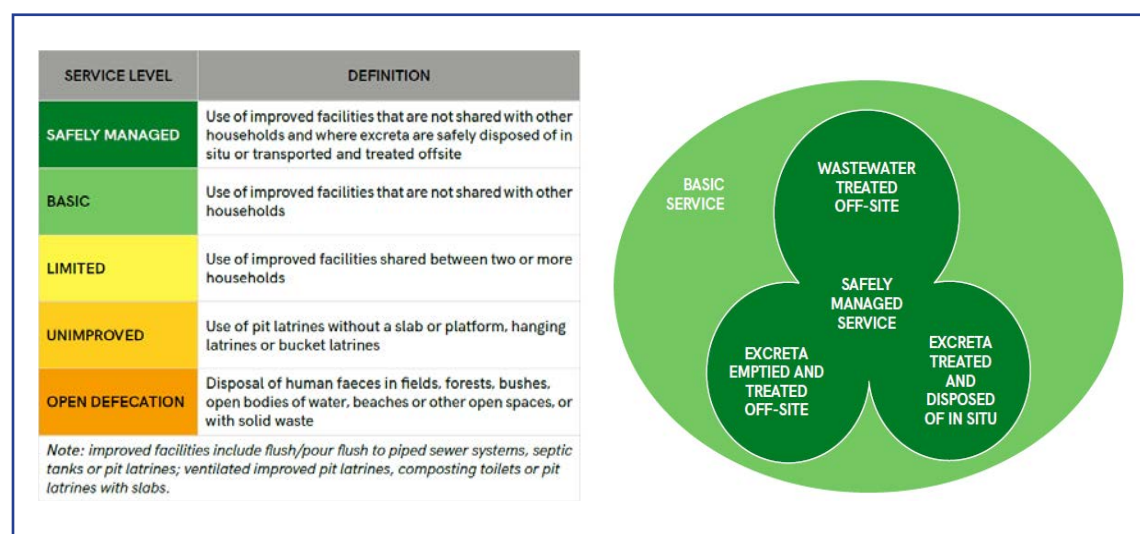 SERVICE LEVEL
DEFINITION
SAFELY MANAGED
Use of improved facilities that are not shared with other
households and where excreta are safely disposed of in
situ or transported and treated offsite
BASIC
Use of improved facilities that are not shared with other
households
LIMITED
Use of improved facilities shared between two or more
households
UNIMPROVED
Use of pit latrines without a slab or platform, hanging
latrines or bucket latrines
OPEN DEFECATION
Disposal of human faeces in fields, forests, bushes,
open bodies of water, beaches or other open spaces, or
with solid waste
Note: improved facilities include flush/pour flush to piped sewer systems, septic
tanks or pit latrines; ventilated improved pit latrines, composting toilets or pit
latrines with slabs.
BASIC
SERVICE
WASTEWATER
TREATED
OFF-SITE
SAFELY
MANAGED
SERVICE
EXCRETA
EMPTIED AND
TREATED
OFF-SITE
EXCRETA
TREATED
AND
DISPOSED
OF IN SITU